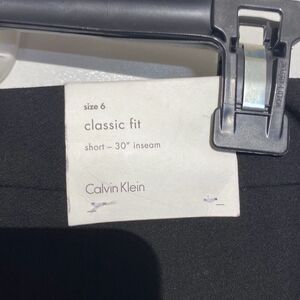 size 6
classic fit
short – 30" inseam
Calvin Klein